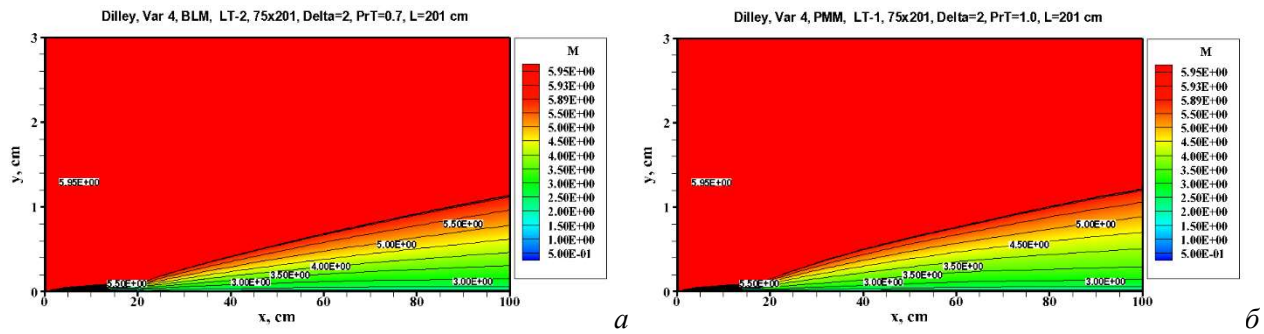 Dilley, Var 4, BLM, LT-2, 75x201, Delta=2, PrT=0.7, L=201 cm
3
2
1
0
y, cm
5.95E+00
5.50E+00
5.00E+00
4.00E+00
3.50E+00
3.00E+00
3.00E+00
5.50E+00
0
20
40
60
80
100
x, cm
M
5.95E+00
5.93E+00
5.89E+00
5.50E+00
5.00E+00
4.50E+00
4.00E+00
3.50E+00
3.00E+00
2.50E+00
2.00E+00
1.50E+00
1.00E+00
5.00E-01
а
Dilley, Var 4, PMM, LT-1, 75x201, Delta=2, PrT=1.0, L=201 cm
3
2
1
0
y, cm
5.95E+00
5.00E+00
4.50E+00
3.50E+00
3.50E+00
3.00E+00
5.50E+00
0
20
40
60
80
100
x, cm
M
5.95E+00
5.93E+00
5.89E+00
5.50E+00
5.00E+00
4.50E+00
4.00E+00
3.50E+00
3.00E+00
2.50E+00
2.00E+00
1.50E+00
1.00E+00
5.00E-01
б